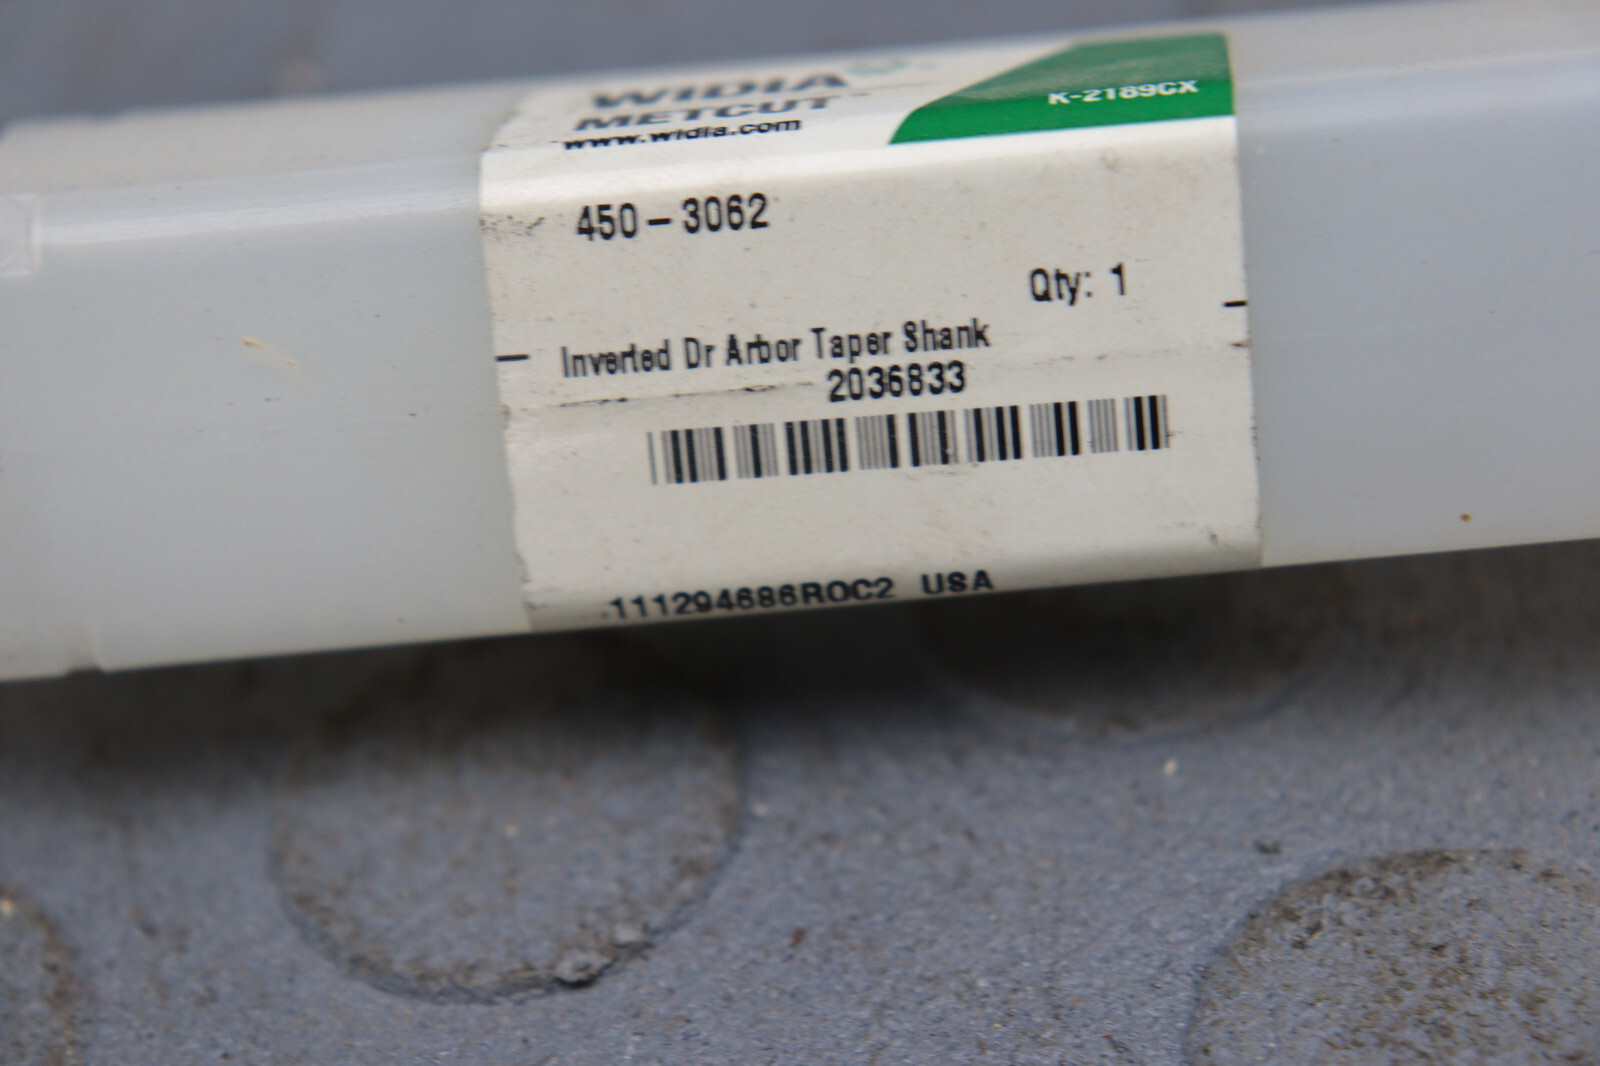 WIDIA
METCUT
www.widia.com
K-2189CX
450-3062
Qty: 1
Inverted Dr Arbor Taper Shank
2036833
111294686ROC2 USA